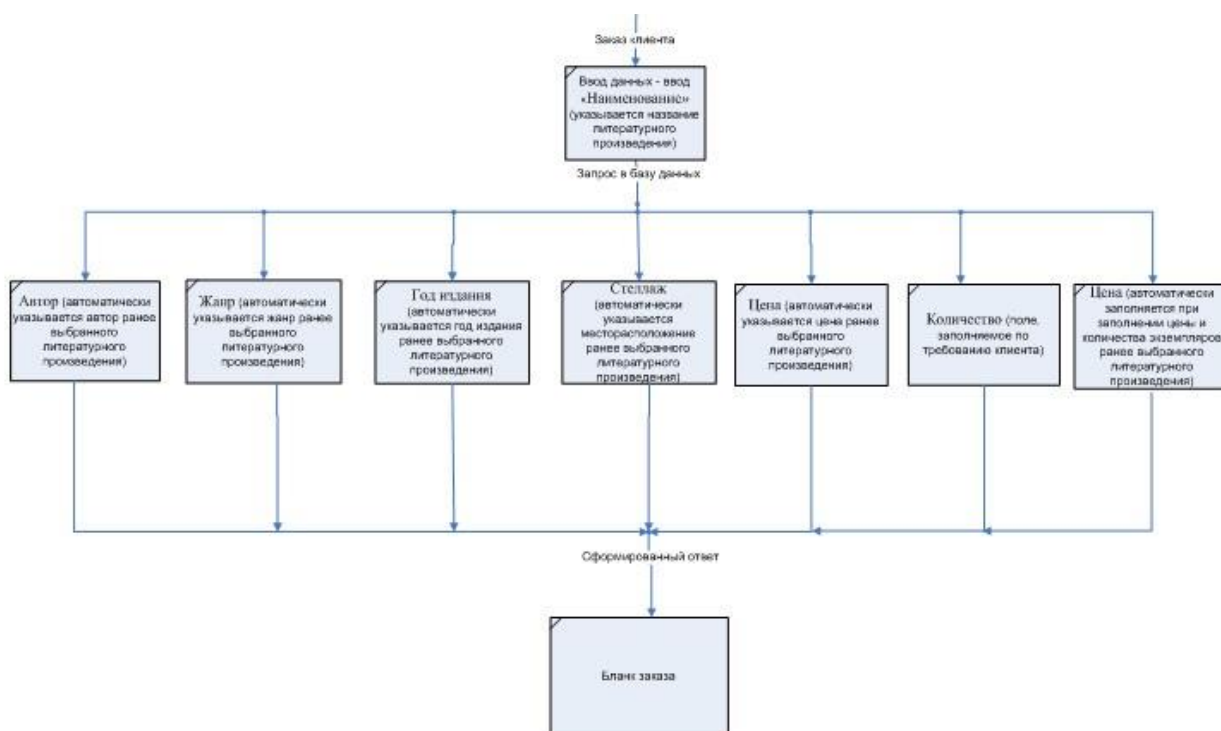 Заказ клиента
Ввод данных - ввод
«Наименование»
(указывается название
литературного
произведения)
Запрос в базу данных
Автор (автоматически
указывается автор ранее
выбранного
литературного
произведения)
Жанр (автоматически
указывается жанр ранее
выбранного
литературного
произведения)
Год издания
(автоматически
указывается год издания
ранее выбранного
литературного
произведения)
Стеллаж
(автоматически
указывается
месторасположение
ранее выбранного
литературного
произведения)
Цена (автоматически
указывается цена ранее
выбранного
литературного
произведения)
Количество (поле,
заполняемое по
требованию клиента)
Цена (автоматически
заполняется при
заполнении цены и
количества экземпляров
ранее выбранного
литературного
произведения)
Сформированный ответ
Бланк заказа